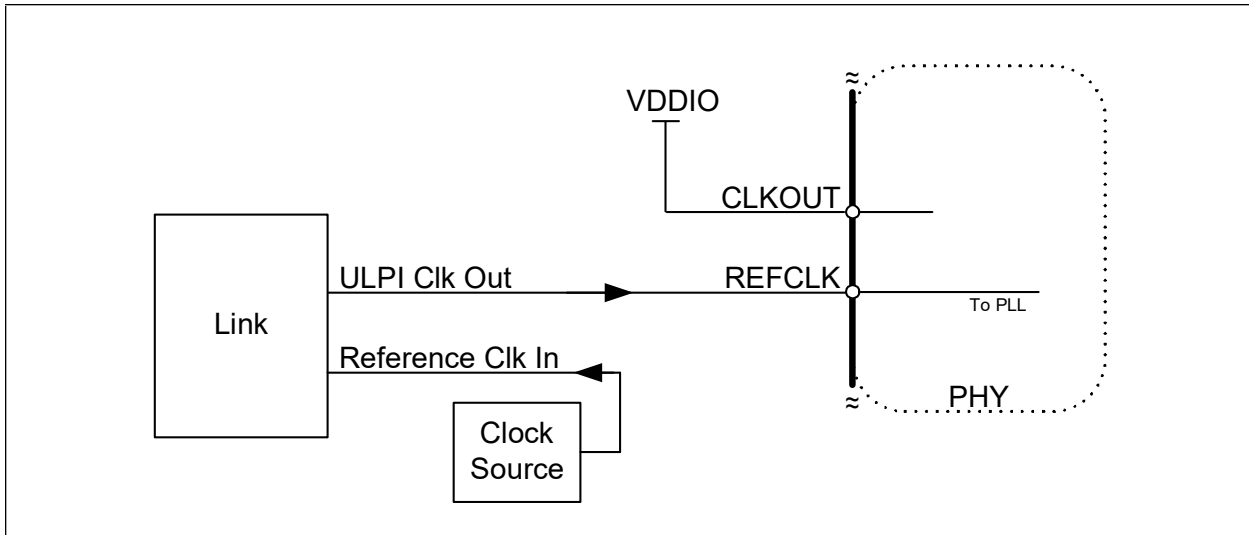 VDDIO
CLKOUT
ULPI Clk Out
REFCLK
To PLL
Link
Reference Clk In
PHY
Clock
Source